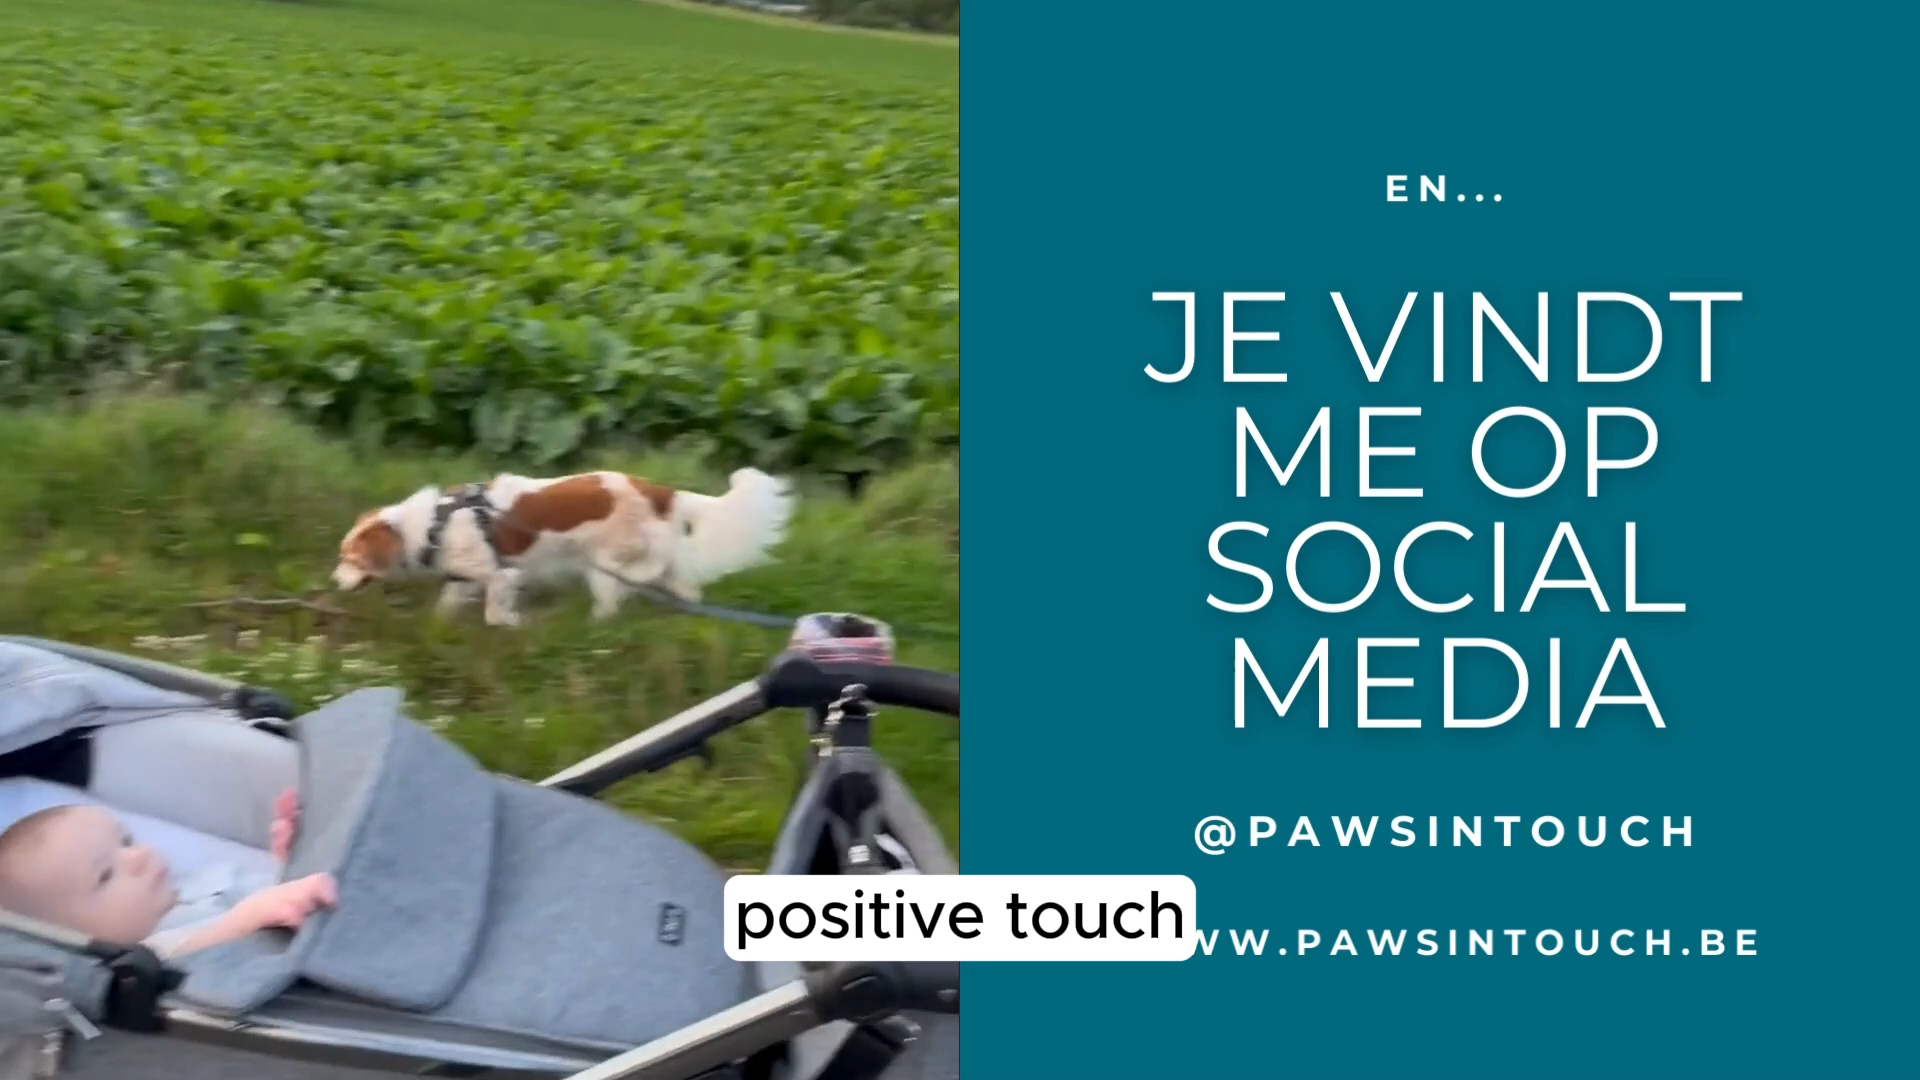 EN...
JE VINDT
ME OP
SOCIAL
MEDIA
@PAWSINTOUCH
positive touch
WW.PAWSINTOUCH.BE